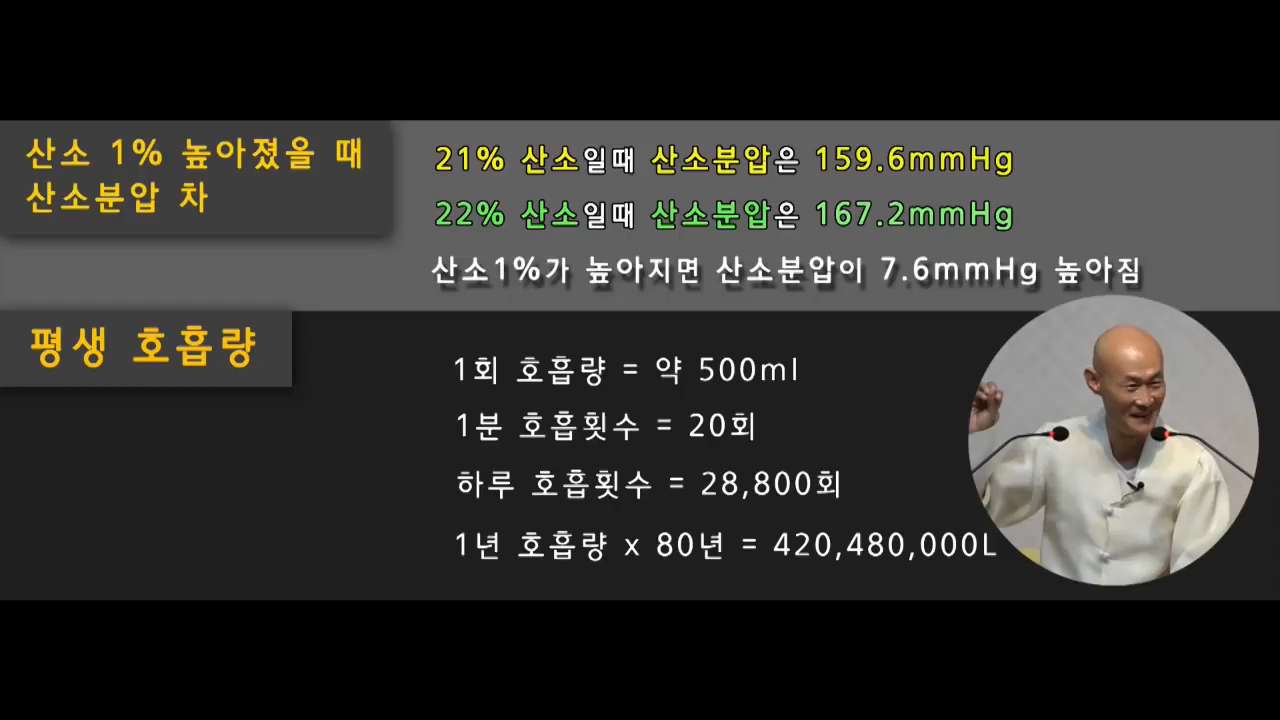 산소 1% 높아졌을 때
산소분압 차
21% 산소일때 산소분압은 159.6mmHg
22% 산소일때 산소분압은 167.2mmHg
산소1%가 높아지면 산소분압이 7.6mmHg 높아짐
평생 호흡량
1회 호흡량 = 약 500ml
1분 호흡횟수 = 20회
하루 호흡횟수 = 28,800회
1년 호흡량 x 80년 = 420,480,000L